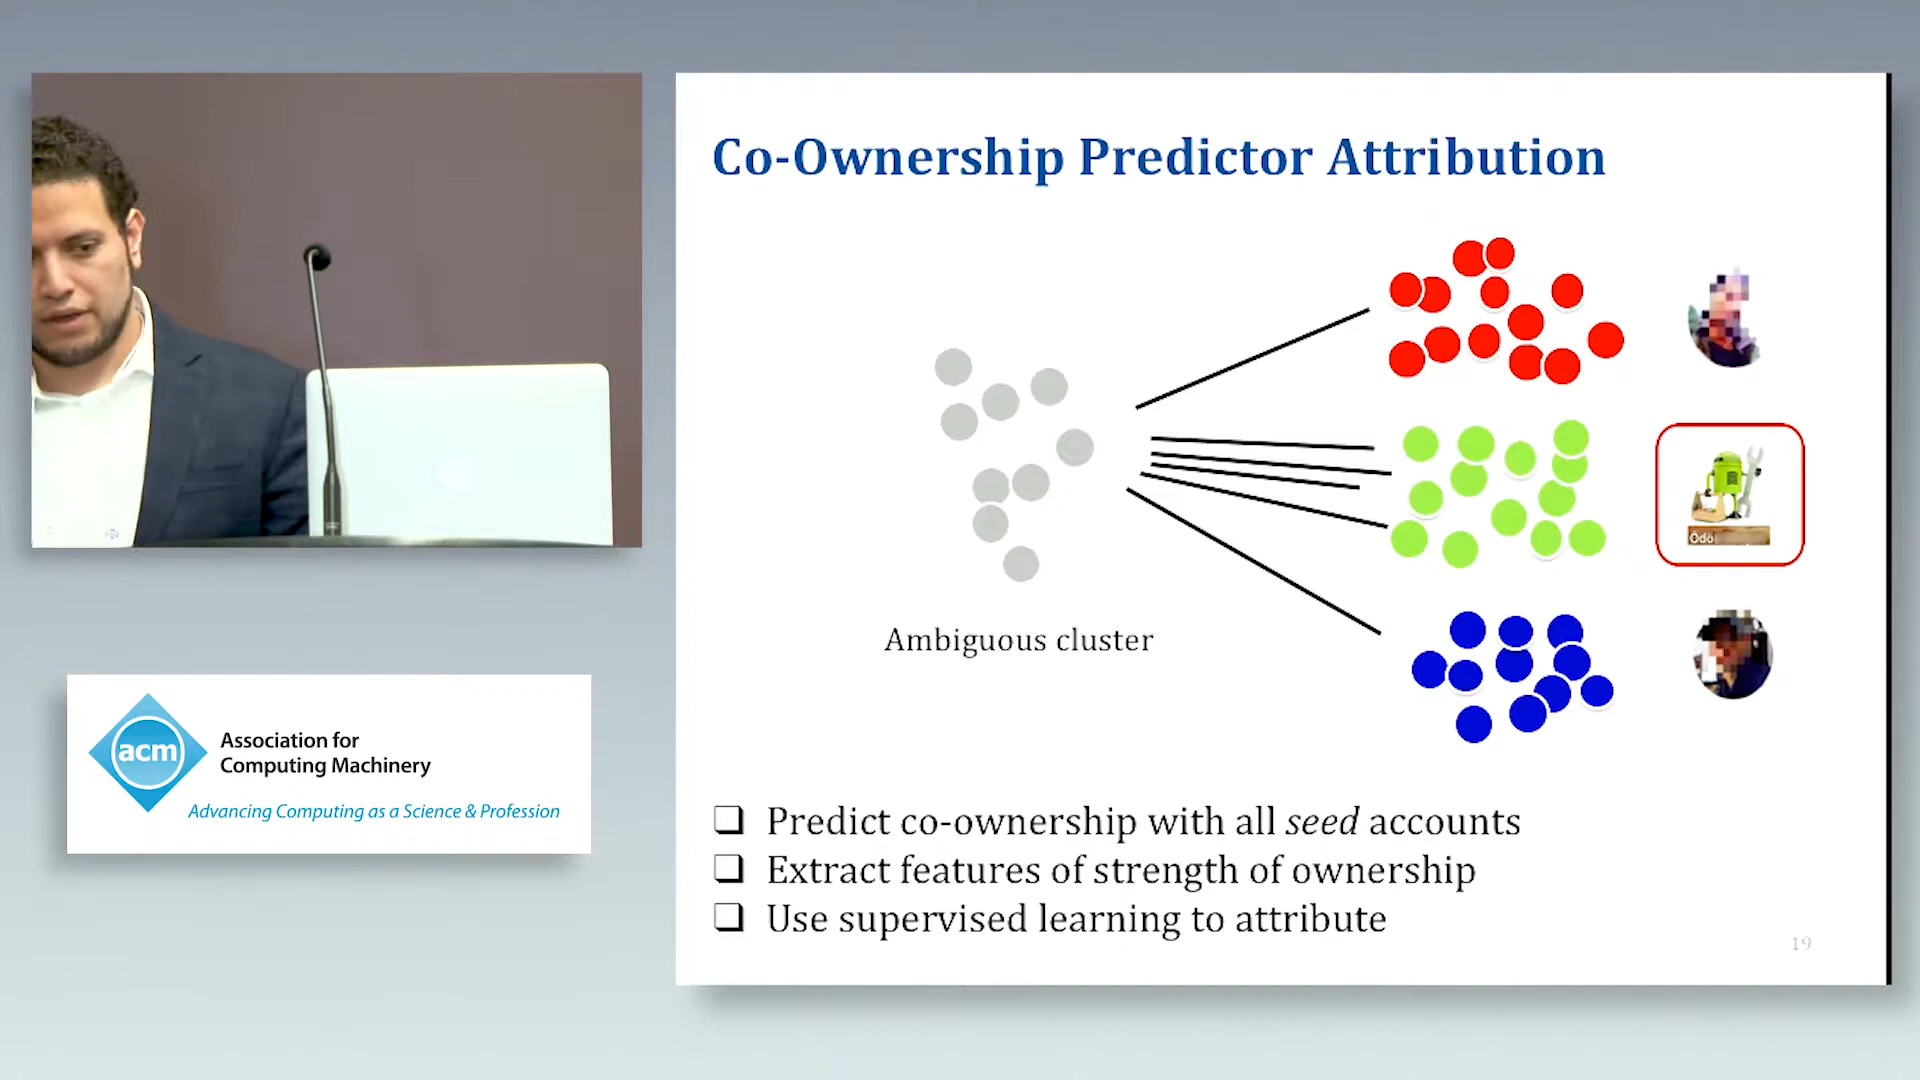 Co-Ownership Predictor Attribution
Odo
Ambiguous cluster
Predict co-ownership with all seed accounts
Extract features of strength of ownership
Use supervised learning to attribute
19
acm
Association for
Computing Machinery
Advancing Computing as a Science & Profession